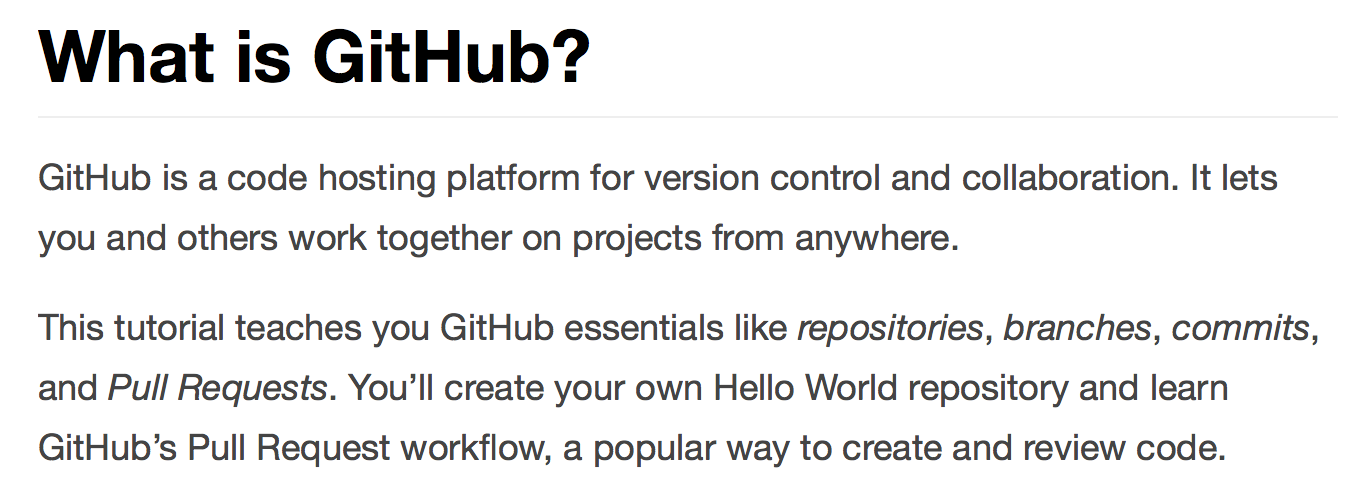 What is GitHub?
GitHub is a code hosting platform for version control and collaboration. It lets
you and others work together on projects from anywhere.
This tutorial teaches you GitHub essentials like repositories, branches, commits,
and Pull Requests. You’ll create your own Hello World repository and learn
GitHub’s Pull Request workflow, a popular way to create and review code.